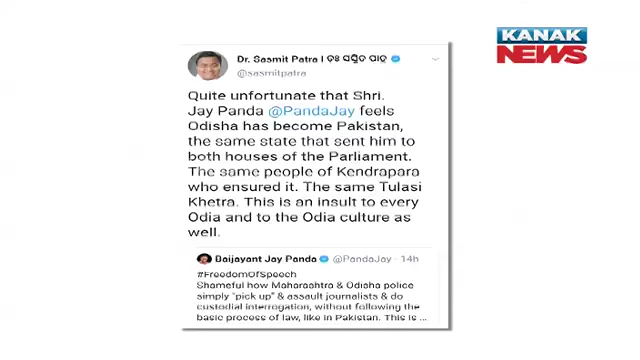 KANAK
NEWS
Dr. Sasmit Patra I ଡଃ ସସ୍ମିତ ପାତ୍ର
@sasmitpatra
Quite unfortunate that Shri.
Jay Panda @PandaJay feels
Odisha has become Pakistan,
the same state that sent him to
both houses of the Parliament.
The same people of Kendrapara
who ensured it. The same Tulasi
Khetra. This is an insult to every
Odia and to the Odia culture as
well.
Baijayant Jay Panda @PandaJay · 14h
#FreedomOfSpeech
Shameful how Maharaahtra & Odisha police
simply "pick up" & assault journalists & do
custodial interrogation, without following the
basic process of law, like in Pakistan. This is ...